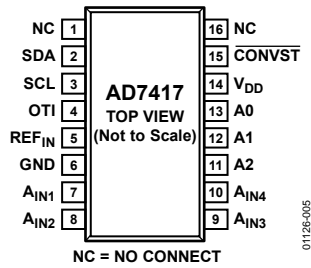 NC 1 16 NC
SDA 2 15 CONVST
SCL 3 14 VDD
AD7417
OTI 4 TOP VIEW 13 A0
REFIN 5 (Not to Scale) 12 A1
GND 6 11 A2
AIN1 7 10 AIN4
AIN2 8 9 AIN3
NC = NO CONNECT
01126-005